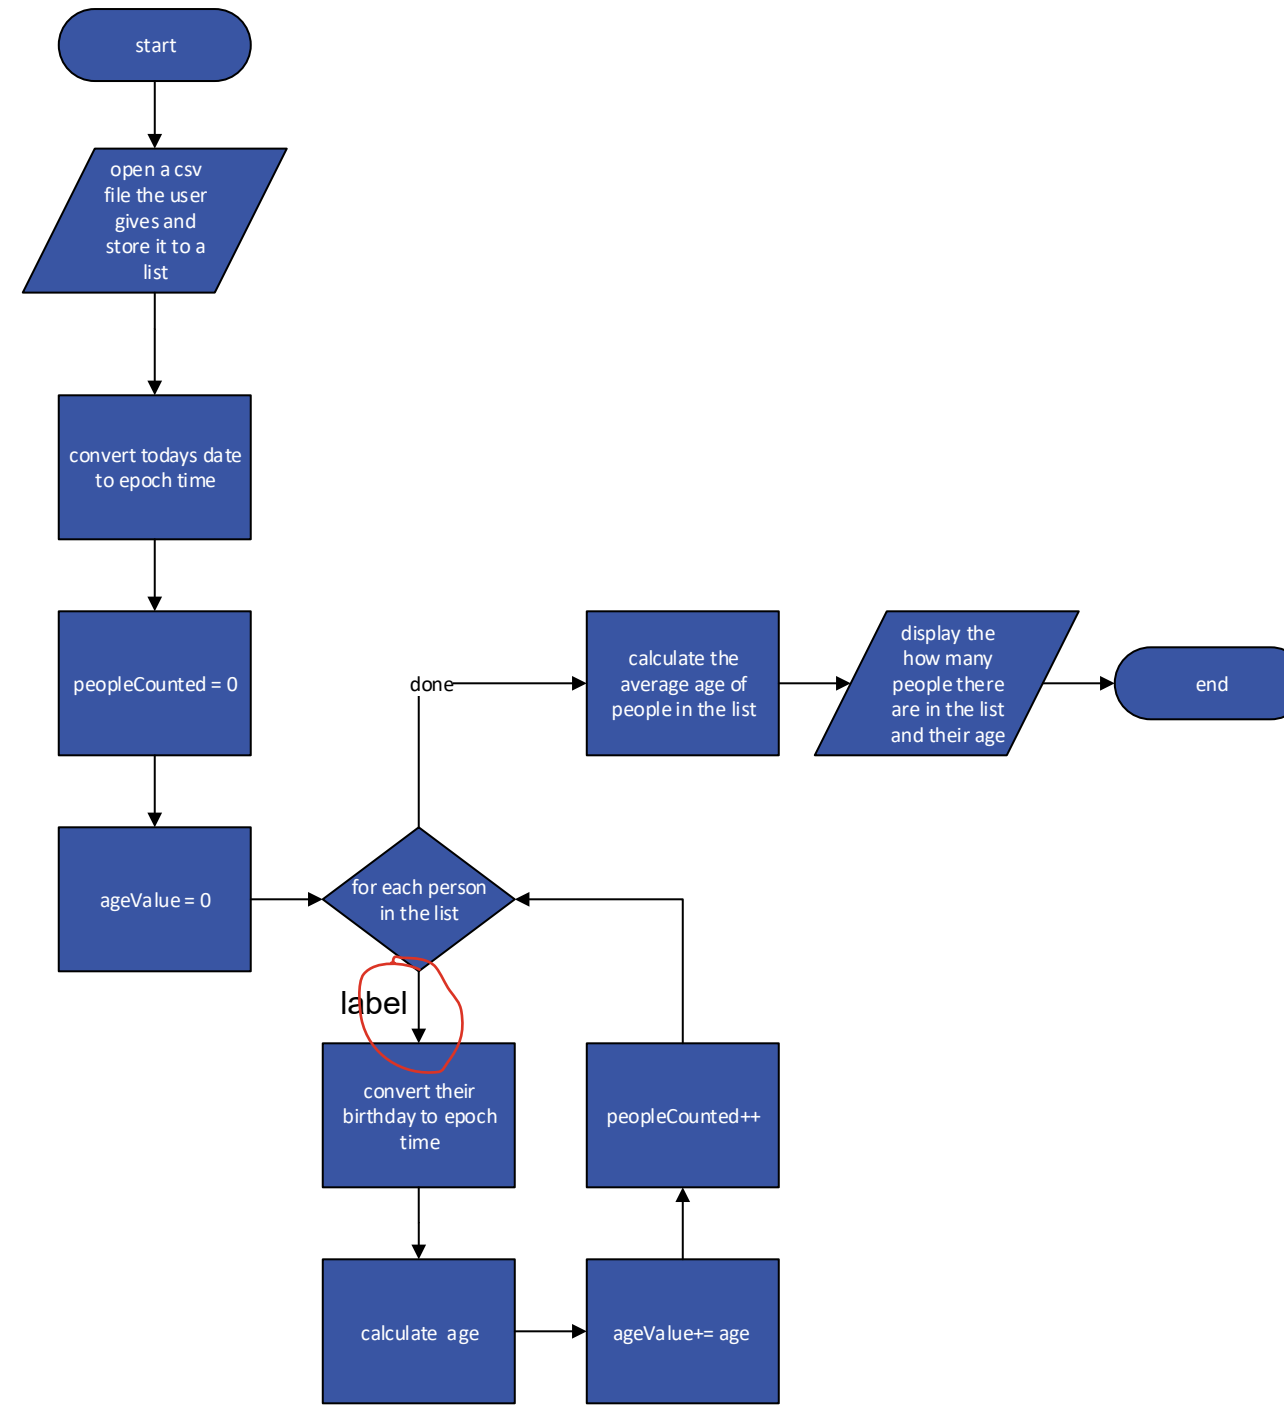 start
open a csv
file the user
gives and
store it to a
list
convert todays date
to epoch time
peopleCounted = 0
ageValue = 0
for each person
in the list
done
calculate the
average age of
people in the list
display the
how many
people there
are in the list
and their age
end
label
convert their
birthday to epoch
time
calculate age
ageValue+= age
peopleCounted++